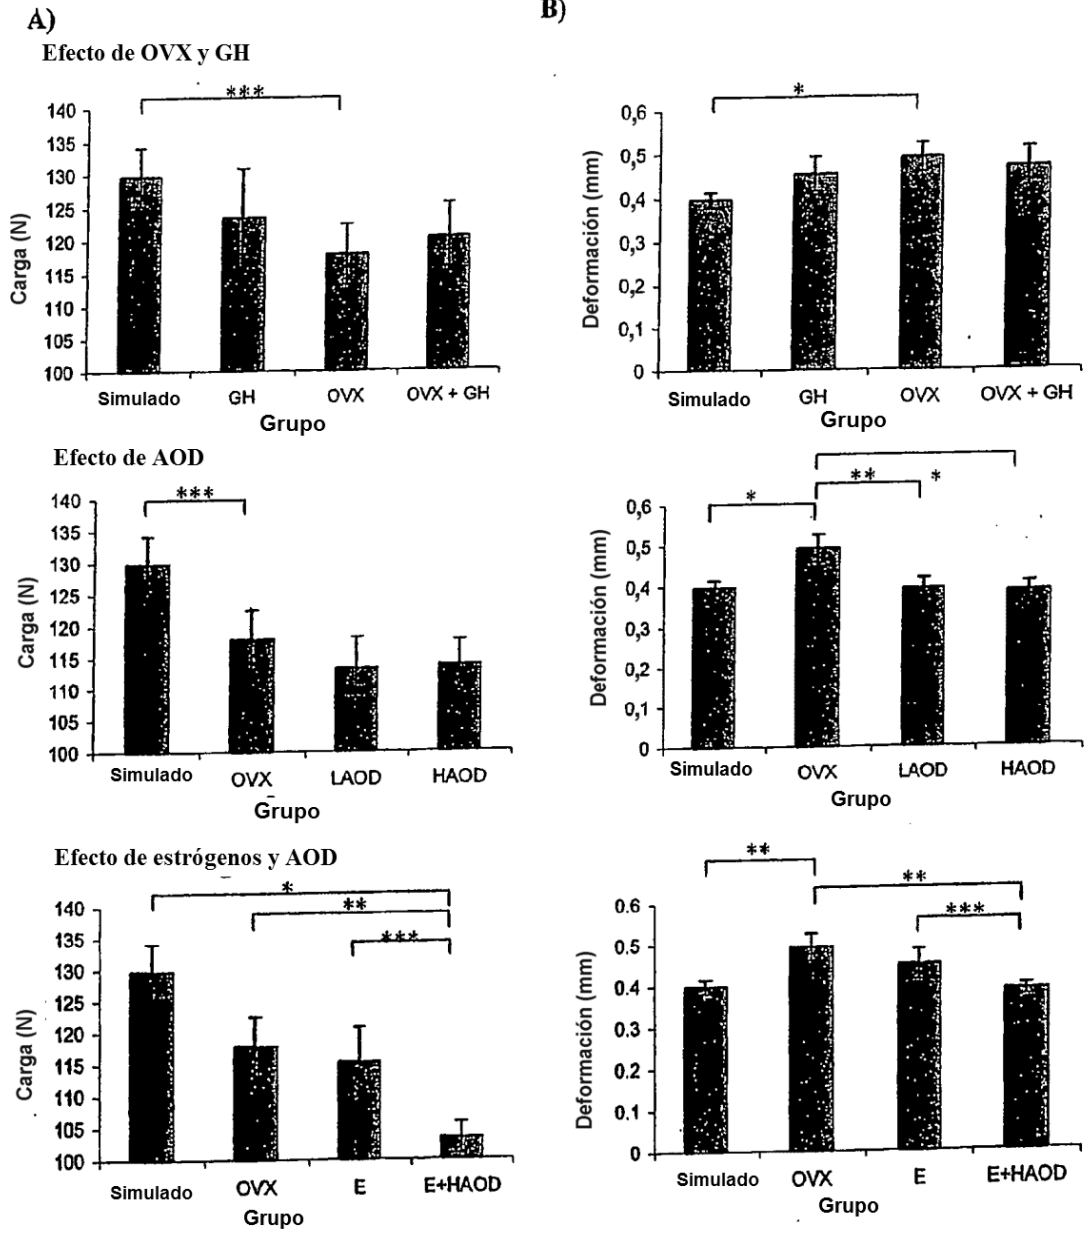 A)
Efecto de OVX y GH
***
140
135
130
125
120
115
110
105
100
Carga (N)
Simulado GH OVX OVX + GH
Grupo
B)
*
0,6
0,5
0,4
0,3
0,2
0,1
0
Deformación (mm)
Simulado GH OVX OVX + GH
Grupo
Efecto de AOD
***
140
135
130
125
120
115
110
105
100
Carga (N)
Simulado OVX LAOD HAOD
Grupo
* ** *
0,6
0,5
0,4
0,3
0,2
0,1
0
Deformación (mm)
Simulado OVX LAOD HAOD
Grupo
Efecto de estrógenos y AOD
*
**
***
140
135
130
125
120
115
110
105
100
Carga (N)
Simulado OVX E E+HAOD
Grupo
**
**
***
0.6
0.5
0.4
0.3
0.2
0.1
0
Deformación (mm)
Simulado OVX E E+HAOD
Grupo